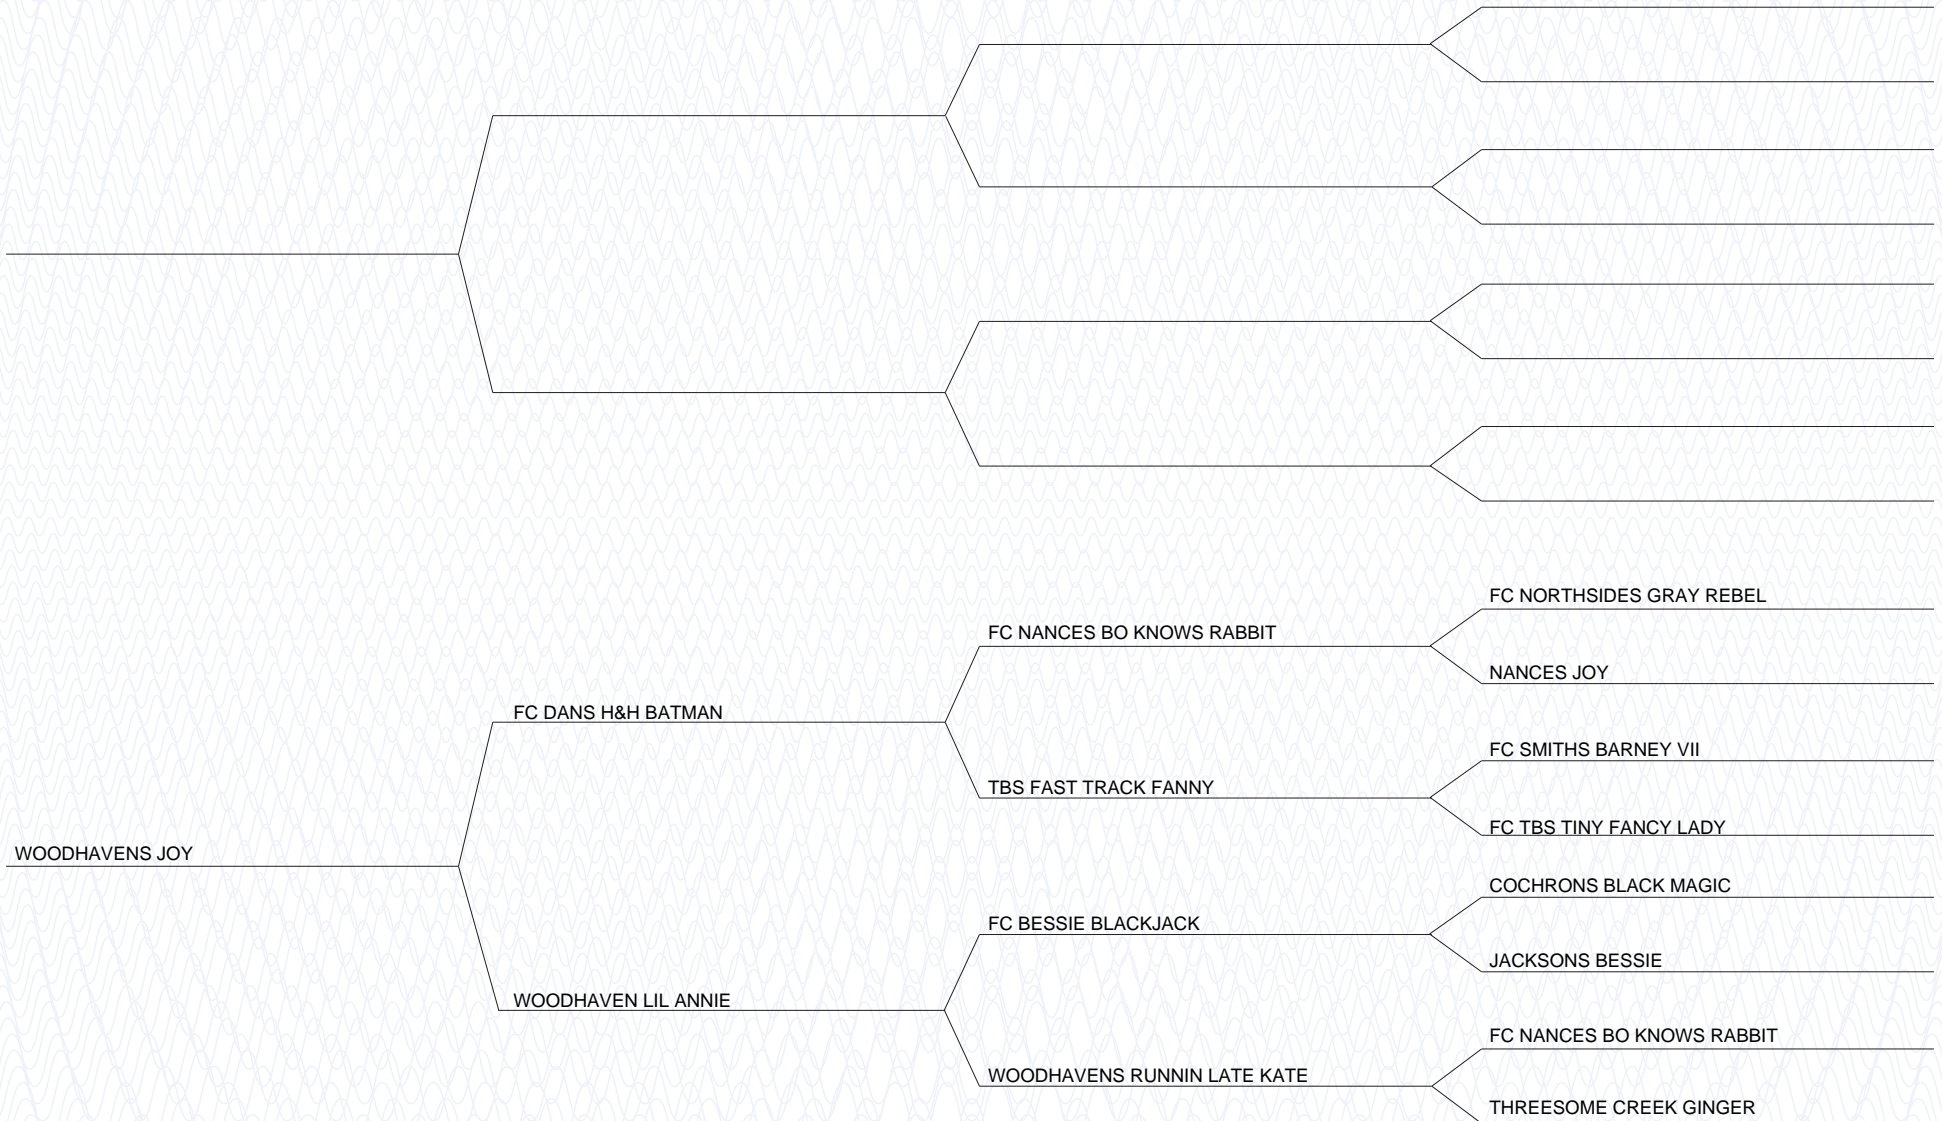 FC NORTHSIDES GRAY REBEL
FC NANCES BO KNOWS RABBIT
NANCES JOY
FC DANS H&H BATMAN
FC SMITHS BARNEY VII
TBS FAST TRACK FANNY
FC TBS TINY FANCY LADY
WOODHAVENS JOY
COCHRONS BLACK MAGIC
FC BESSIE BLACKJACK
JACKSONS BESSIE
WOODHAVEN LIL ANNIE
FC NANCES BO KNOWS RABBIT
WOODHAVENS RUNNIN LATE KATE
THREESOME CREEK GINGER